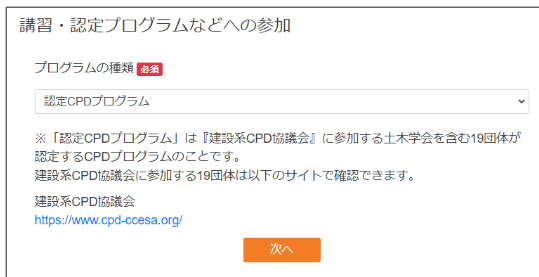 講習・認定プログラムなどへの参加
プログラムの種類 必須
認定CPDプログラム
※「認定CPDプログラム」は『建設系CPD協議会』に参加する土木学会を含む19団体が
認定するCPDプログラムのことです。
建設系CPD協議会に参加する19団体は以下のサイトで確認できます。
建設系CPD協議会
https://www.cpd-ccesa.org/
次へ